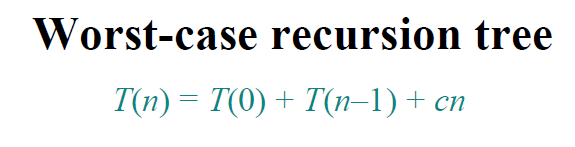 Worst-case recursion tree
T(n) = T(0) + T(n–1) + cn